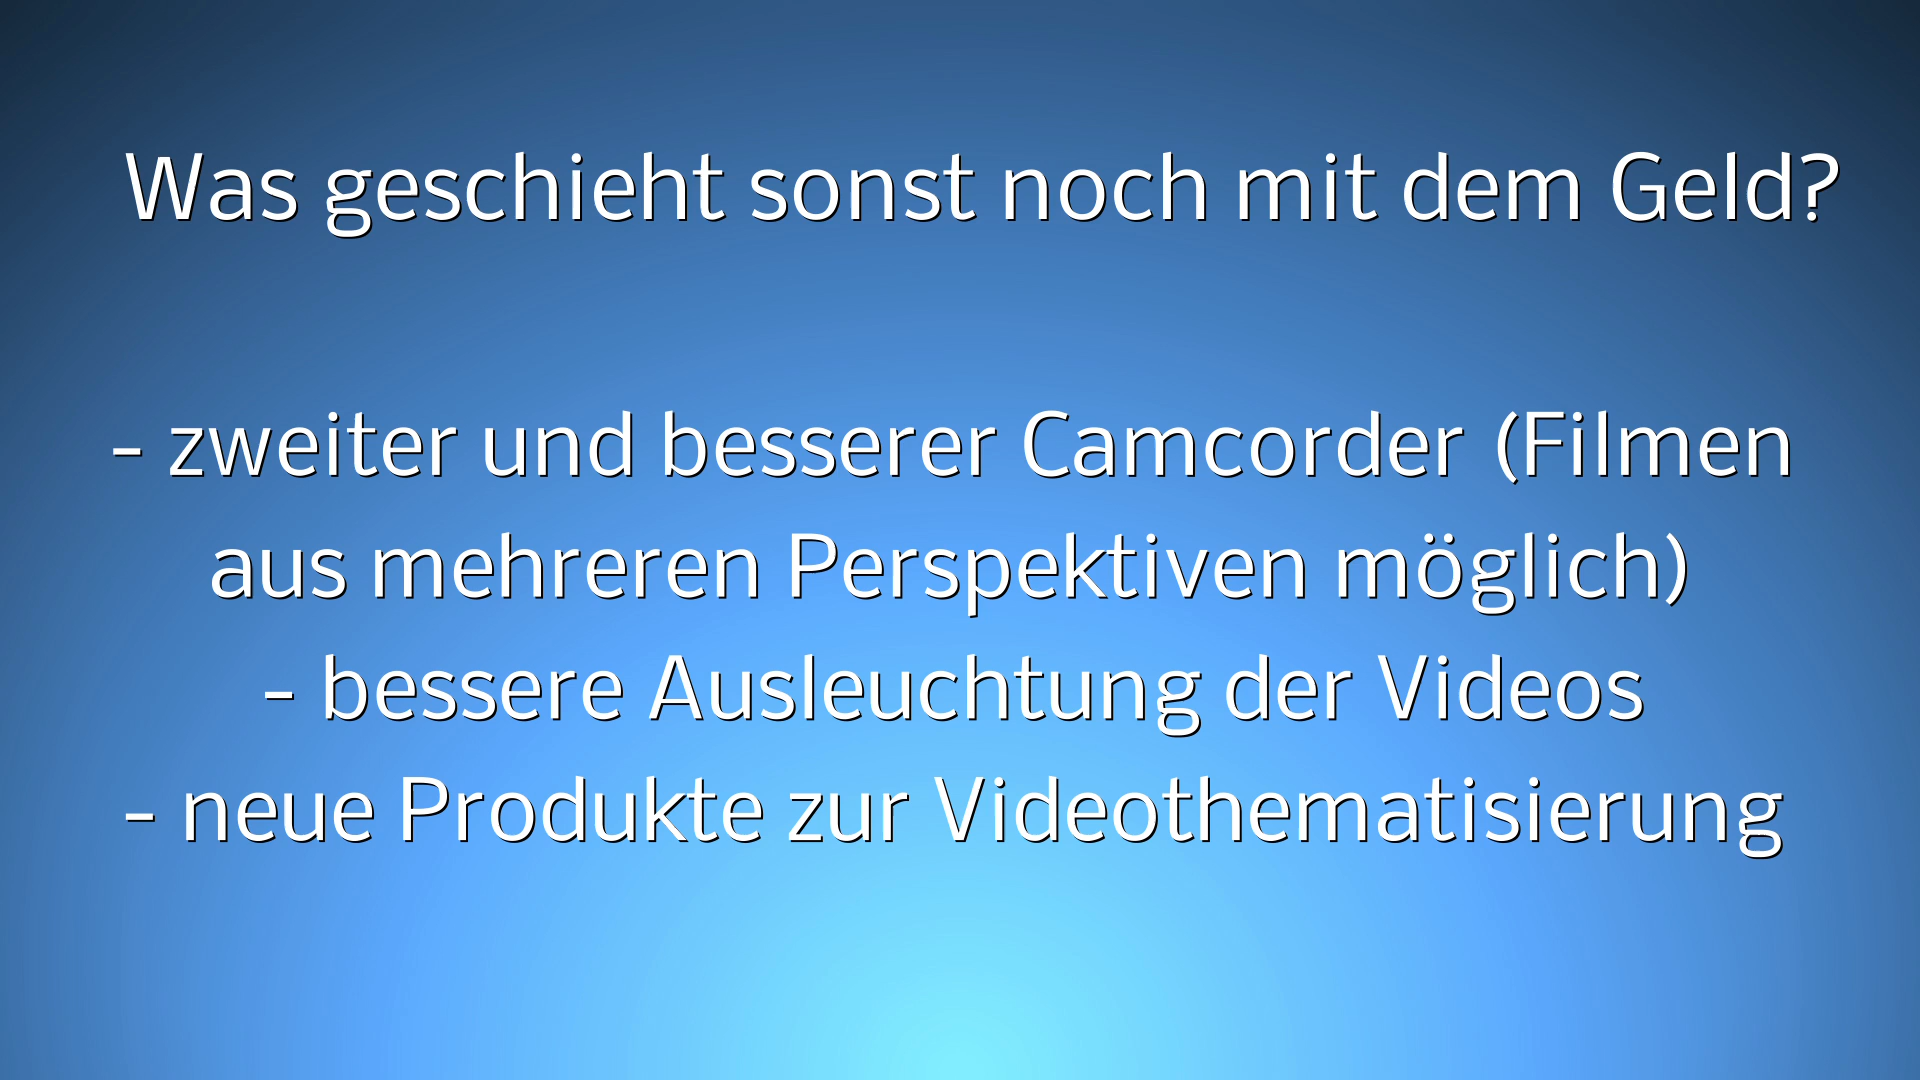 Was geschieht sonst noch mit dem Geld?
- zweiter und besserer Camcorder (Filmen
aus mehreren Perspektiven möglich)
- bessere Ausleuchtung der Videos
- neue Produkte zur Videothematisierung